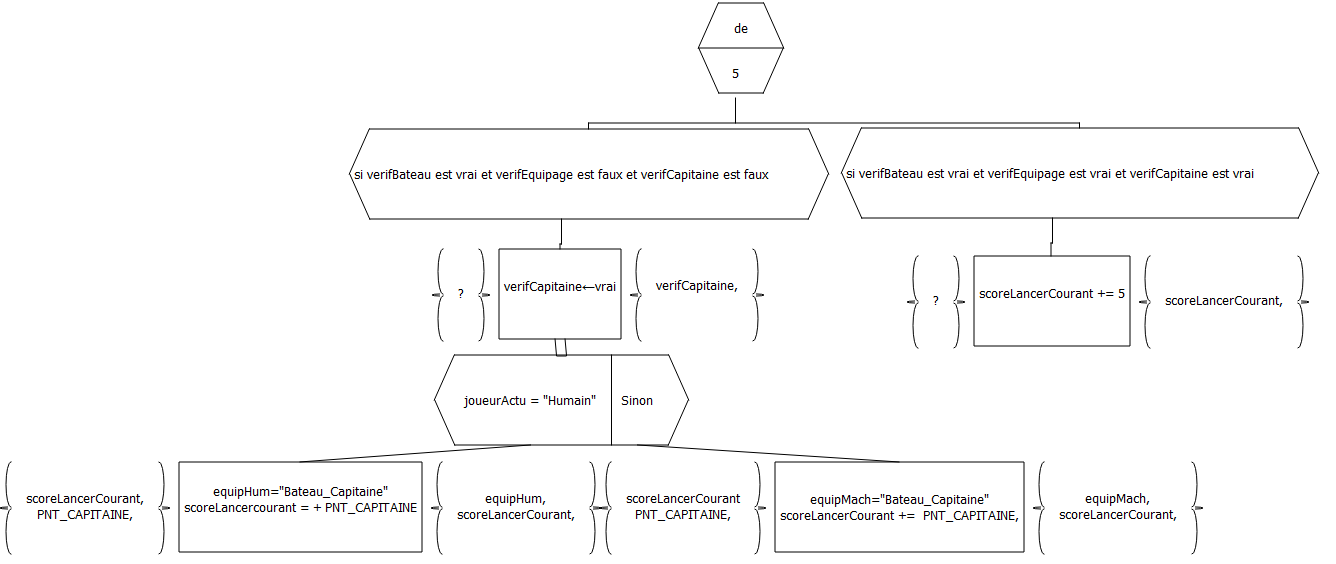 de
5
si verifBateau est vrai et verifEquipage est faux et verifCapitaine est faux
si verifBateau est vrai et verifEquipage est vrai et verifCapitaine est vrai
?
verifCapitaine←vrai
verifCapitaine,
?
scoreLancerCourant += 5
scoreLancerCourant,
joueurActu = "Humain"
Sinon
scoreLancerCourant,
PNT_CAPITAINE,
equipHum="Bateau_Capitaine"
scoreLancercourant = + PNT_CAPITAINE
equipHum,
scoreLancerCourant,
scoreLancerCourant
PNT_CAPITAINE,
equipMach="Bateau_Capitaine"
scoreLancerCourant +=  PNT_CAPITAINE,
equipMach,
scoreLancerCourant,